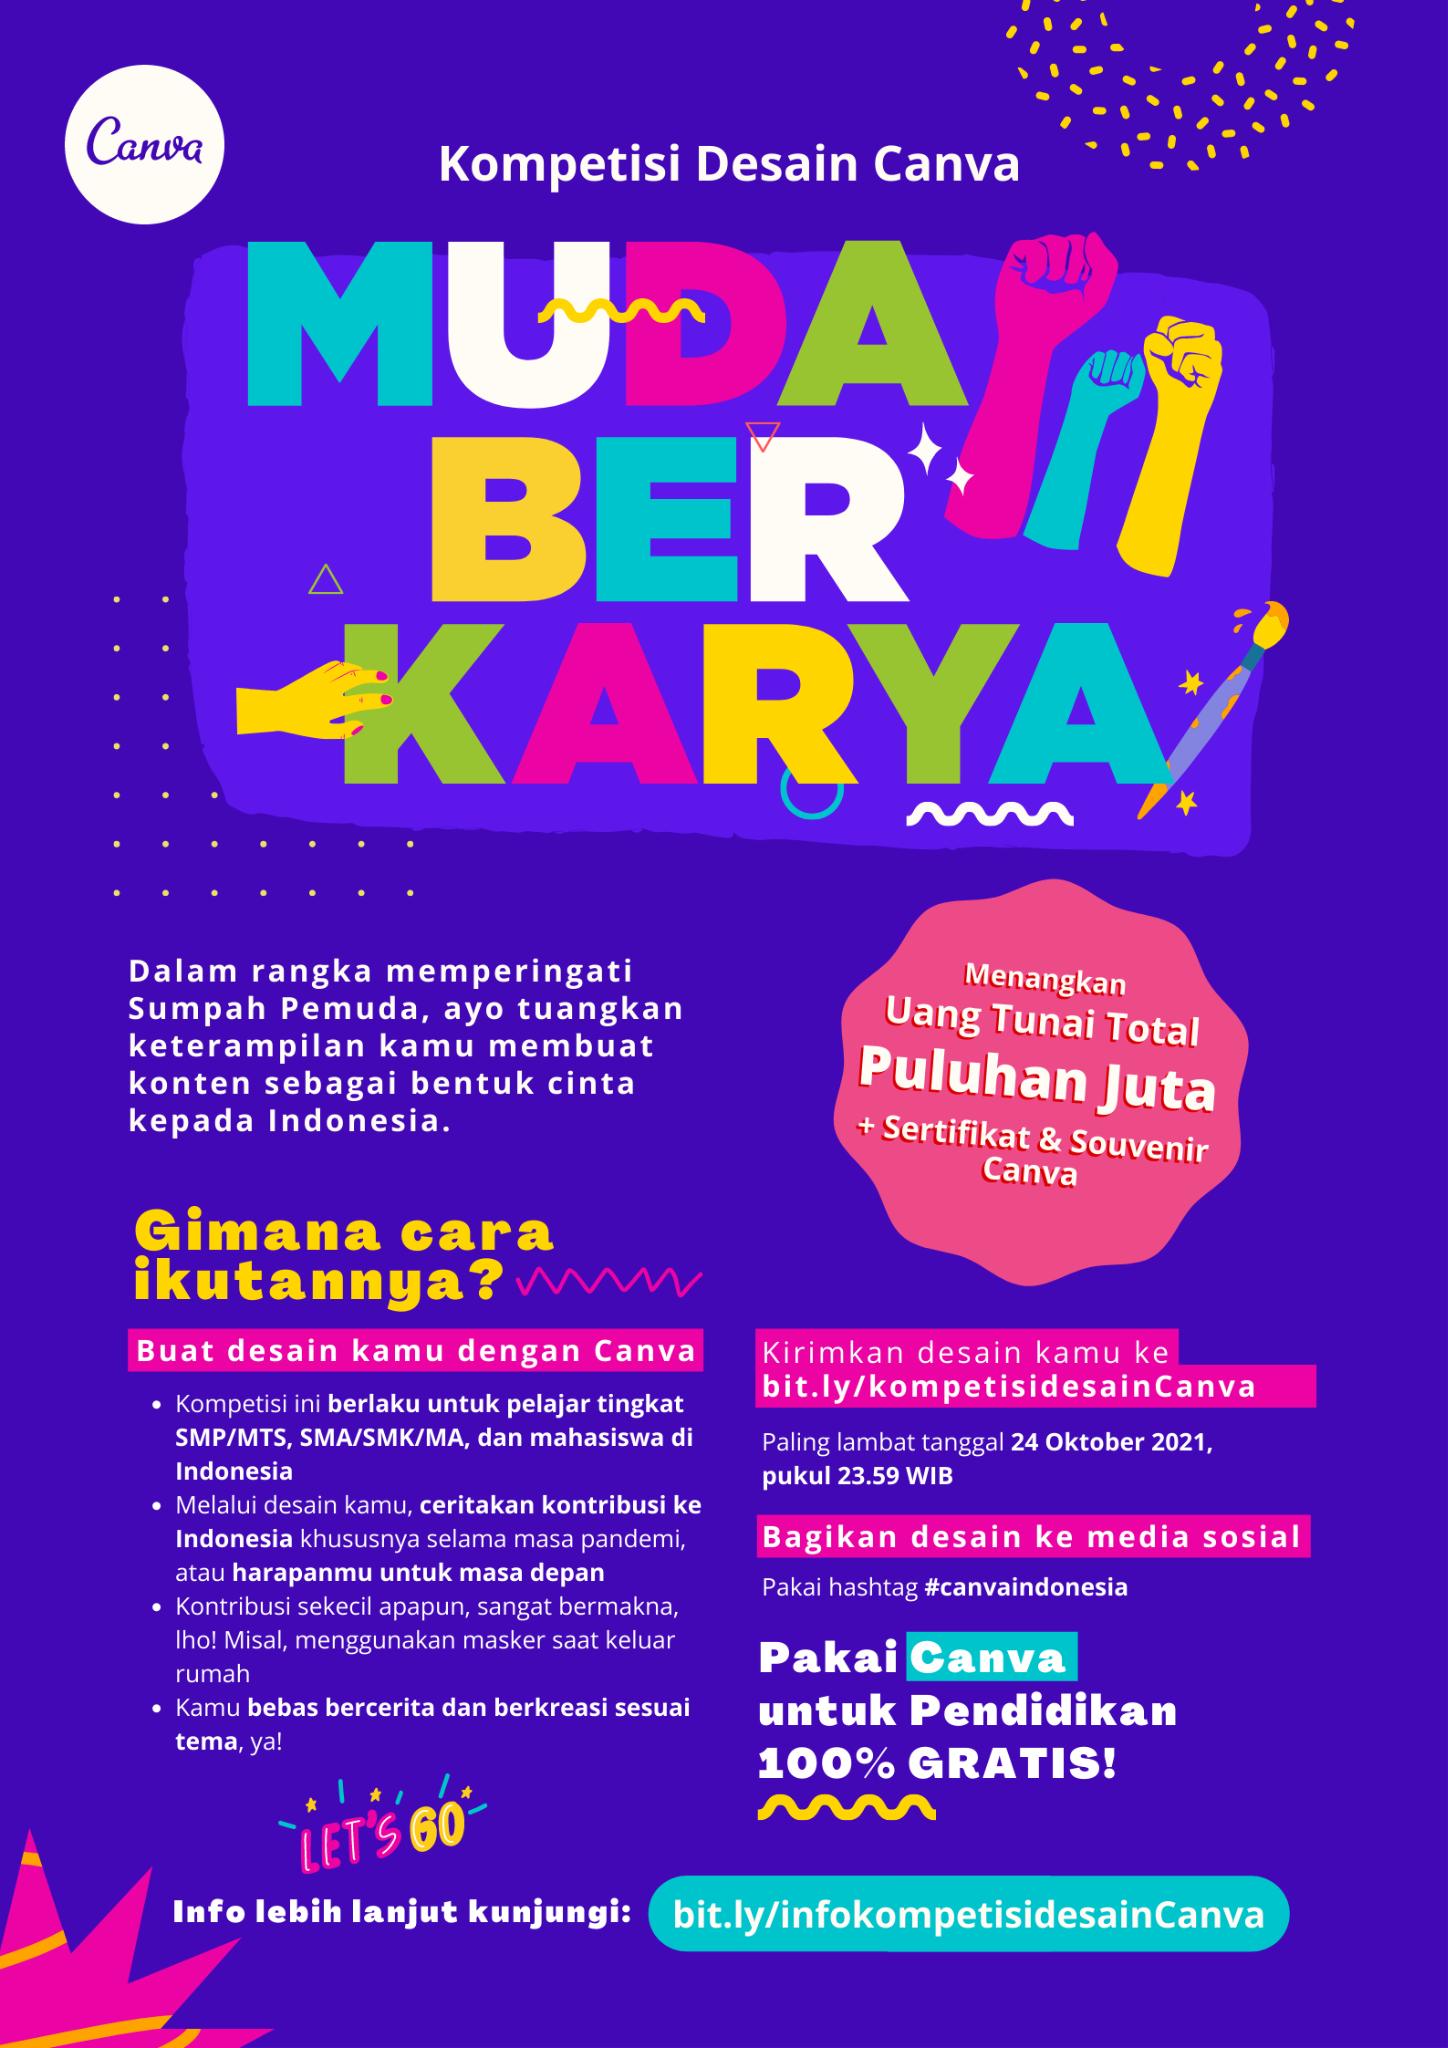 Canva
Kompetisi Desain Canva
MUDA
BER
KARYA
Dalam rangka memperingati
Sumpah Pemuda, ayo tuangkan
keterampilan kamu membuat
konten sebagai bentuk cinta
kepada Indonesia.
Menangkan
Uang Tunai Total
Puluhan Juta
+ Sertifikat & Souvenir
Canva
Gimana cara
ikutannya?
Buat desain kamu dengan Canva
• Kompetisi ini berlaku untuk pelajar tingkat
SMP/MTS, SMA/SMK/MA, dan mahasiswa di
Indonesia
• Melalui desain kamu, ceritakan kontribusi ke
Indonesia khususnya selama masa pandemi,
atau harapanmu untuk masa depan
• Kontribusi sekecil apapun, sangat bermakna,
lho! Misal, menggunakan masker saat keluar
rumah
• Kamu bebas bercerita dan berkreasi sesuai
tema, ya!
LET'S GO
Kirimkan desain kamu ke
bit.ly/kompetisidesainCanva
Paling lambat tanggal 24 Oktober 2021,
pukul 23.59 WIB
Bagikan desain ke media sosial
Pakai hashtag #canvaindonesia
Pakai Canva
untuk Pendidikan
100% GRATIS!
Info lebih lanjut kunjungi:
bit.ly/infokompetisidesainCanva